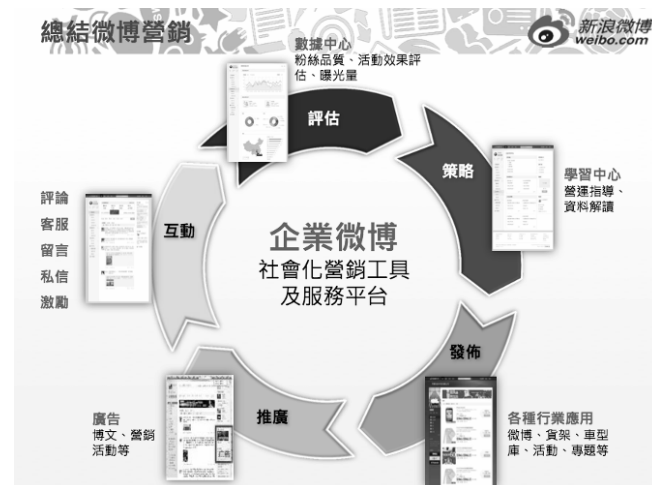 總結微博營銷
新浪微博
weibo.com
數據中心
粉絲品質、活動效果評
估、曝光量
評估
策略
學習中心
營運指導、
資料解讀
評論
客服
留言
私信
激勵
互動
企業微博
社會化營銷工具
及服務平台
發佈
推廣
廣告
博文、營銷
活動等
各種行業應用
微博、貨架、車型
庫、活動、專題等